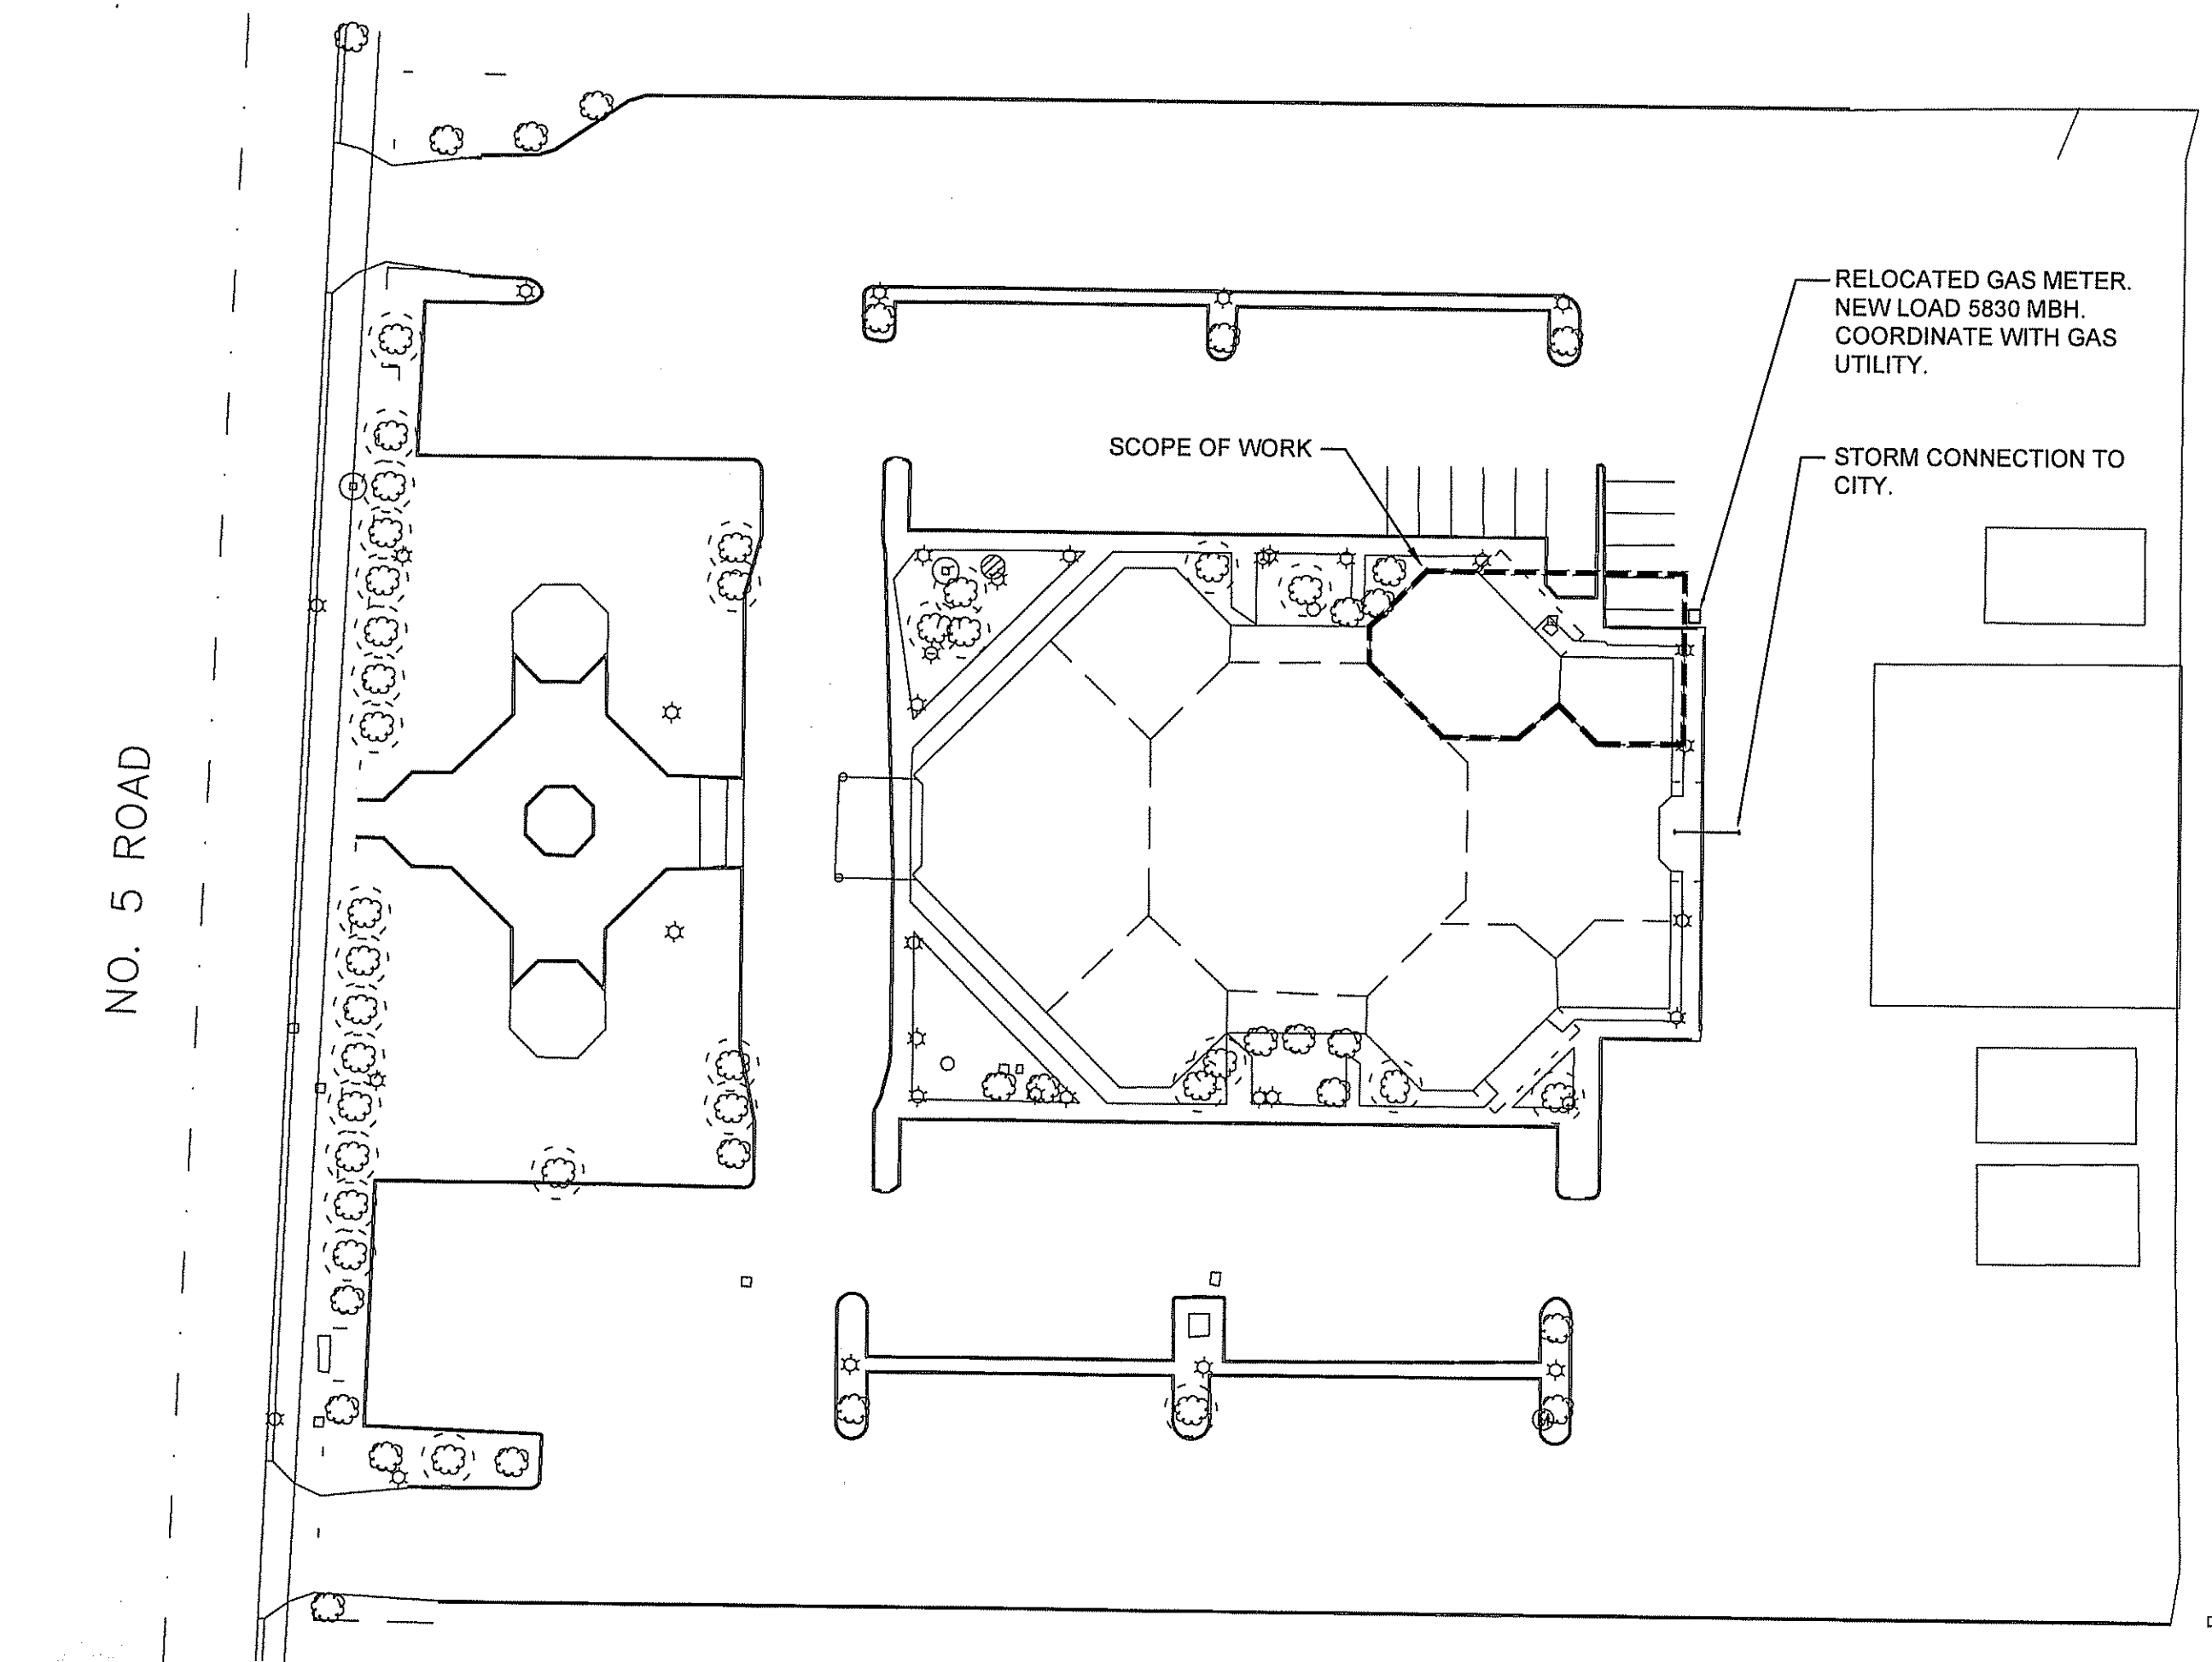 RELOCATED GAS METER.
NEW LOAD 5830 MBH.
COORDINATE WITH GAS
UTILITY.
SCOPE OF WORK
STORM CONNECTION TO
CITY.
NO. 5 ROAD